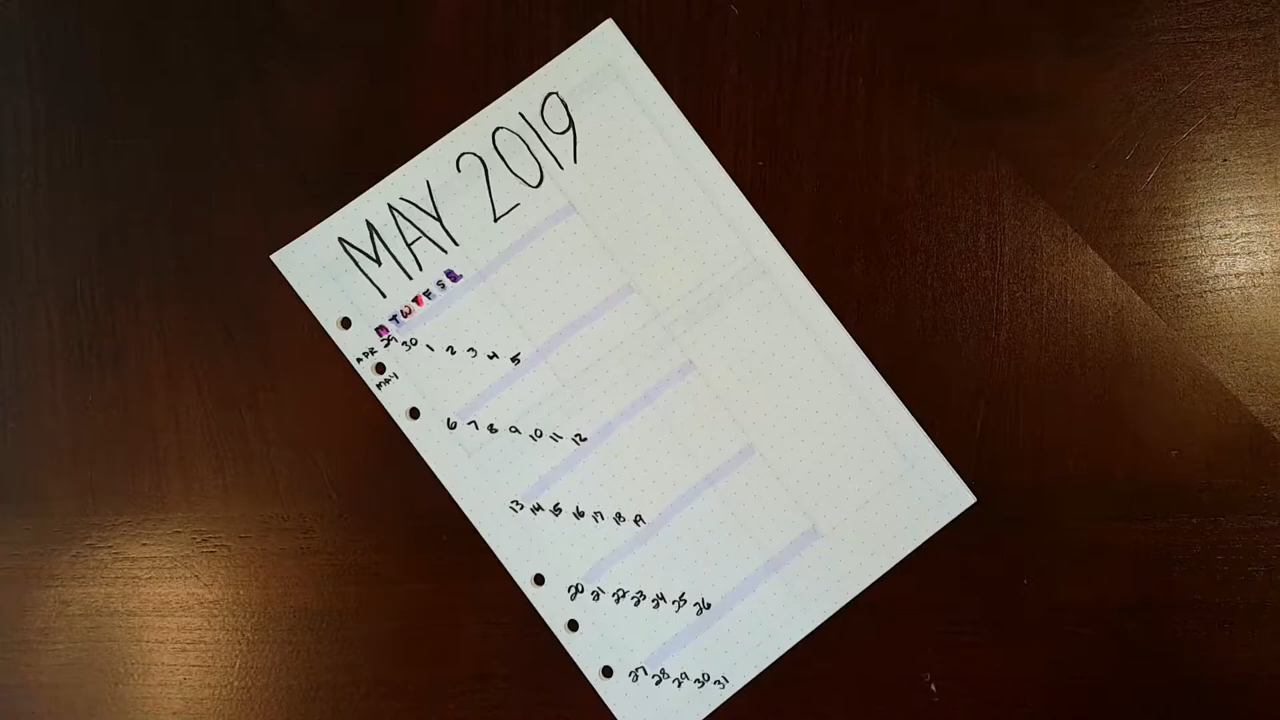 MAY 2019
M T W T F S S
APR 29 30 1 2 3 4 5
MAY
6 7 8 9 10 11 12
13 14 15 16 17 18 19
20 21 22 23 24 25 26
27 28 29 30 31